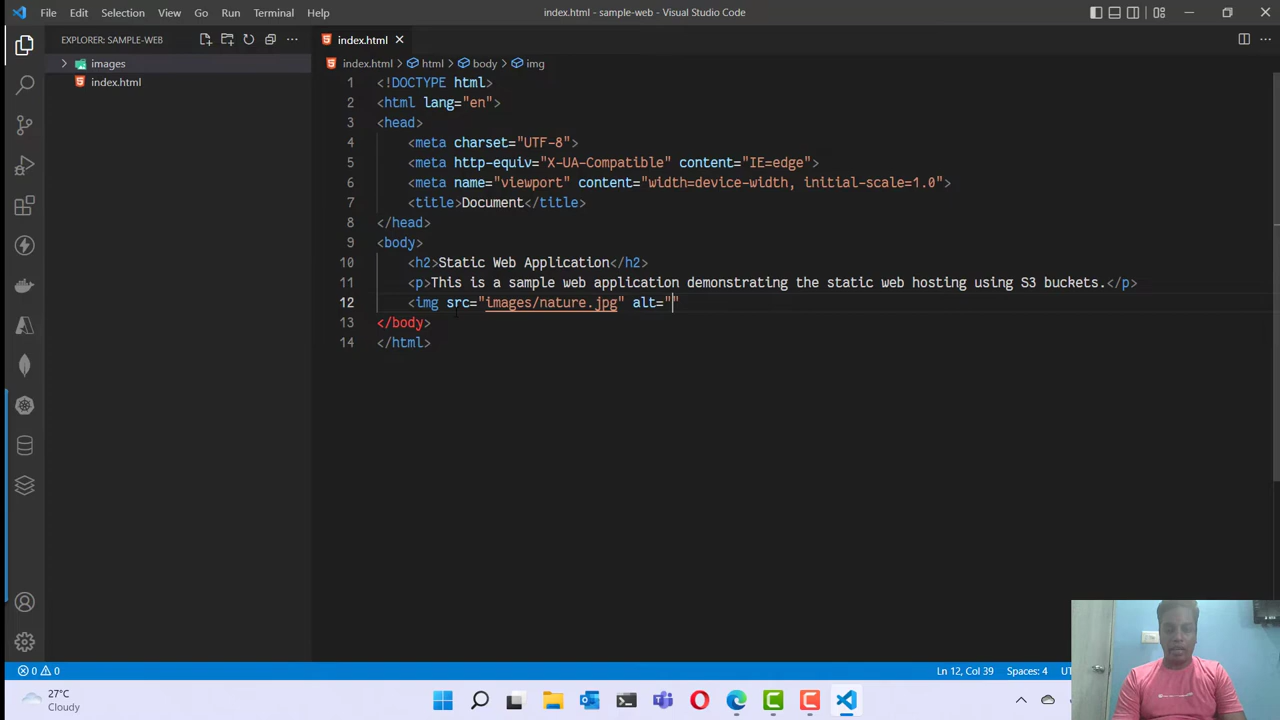 File Edit Selection View Go Run Terminal Help
index.html - sample-web - Visual Studio Code
EXPLORER: SAMPLE-WEB
images
index.html
index.html
index.html > html > body > img
1 <!DOCTYPE html>
2 <html lang="en">
3 <head>
4 <meta charset="UTF-8">
5 <meta http-equiv="X-UA-Compatible" content="IE=edge">
6 <meta name="viewport" content="width=device-width, initial-scale=1.0">
7 <title>Document</title>
8 </head>
9 <body>
10 <h2>Static Web Application</h2>
11 <p>This is a sample web application demonstrating the static web hosting using S3 buckets.</p>
12 <img src="images/nature.jpg" alt=""
13 </body>
14 </html>
0 0
Ln 12, Col 39 Spaces: 4
27°C
Cloudy